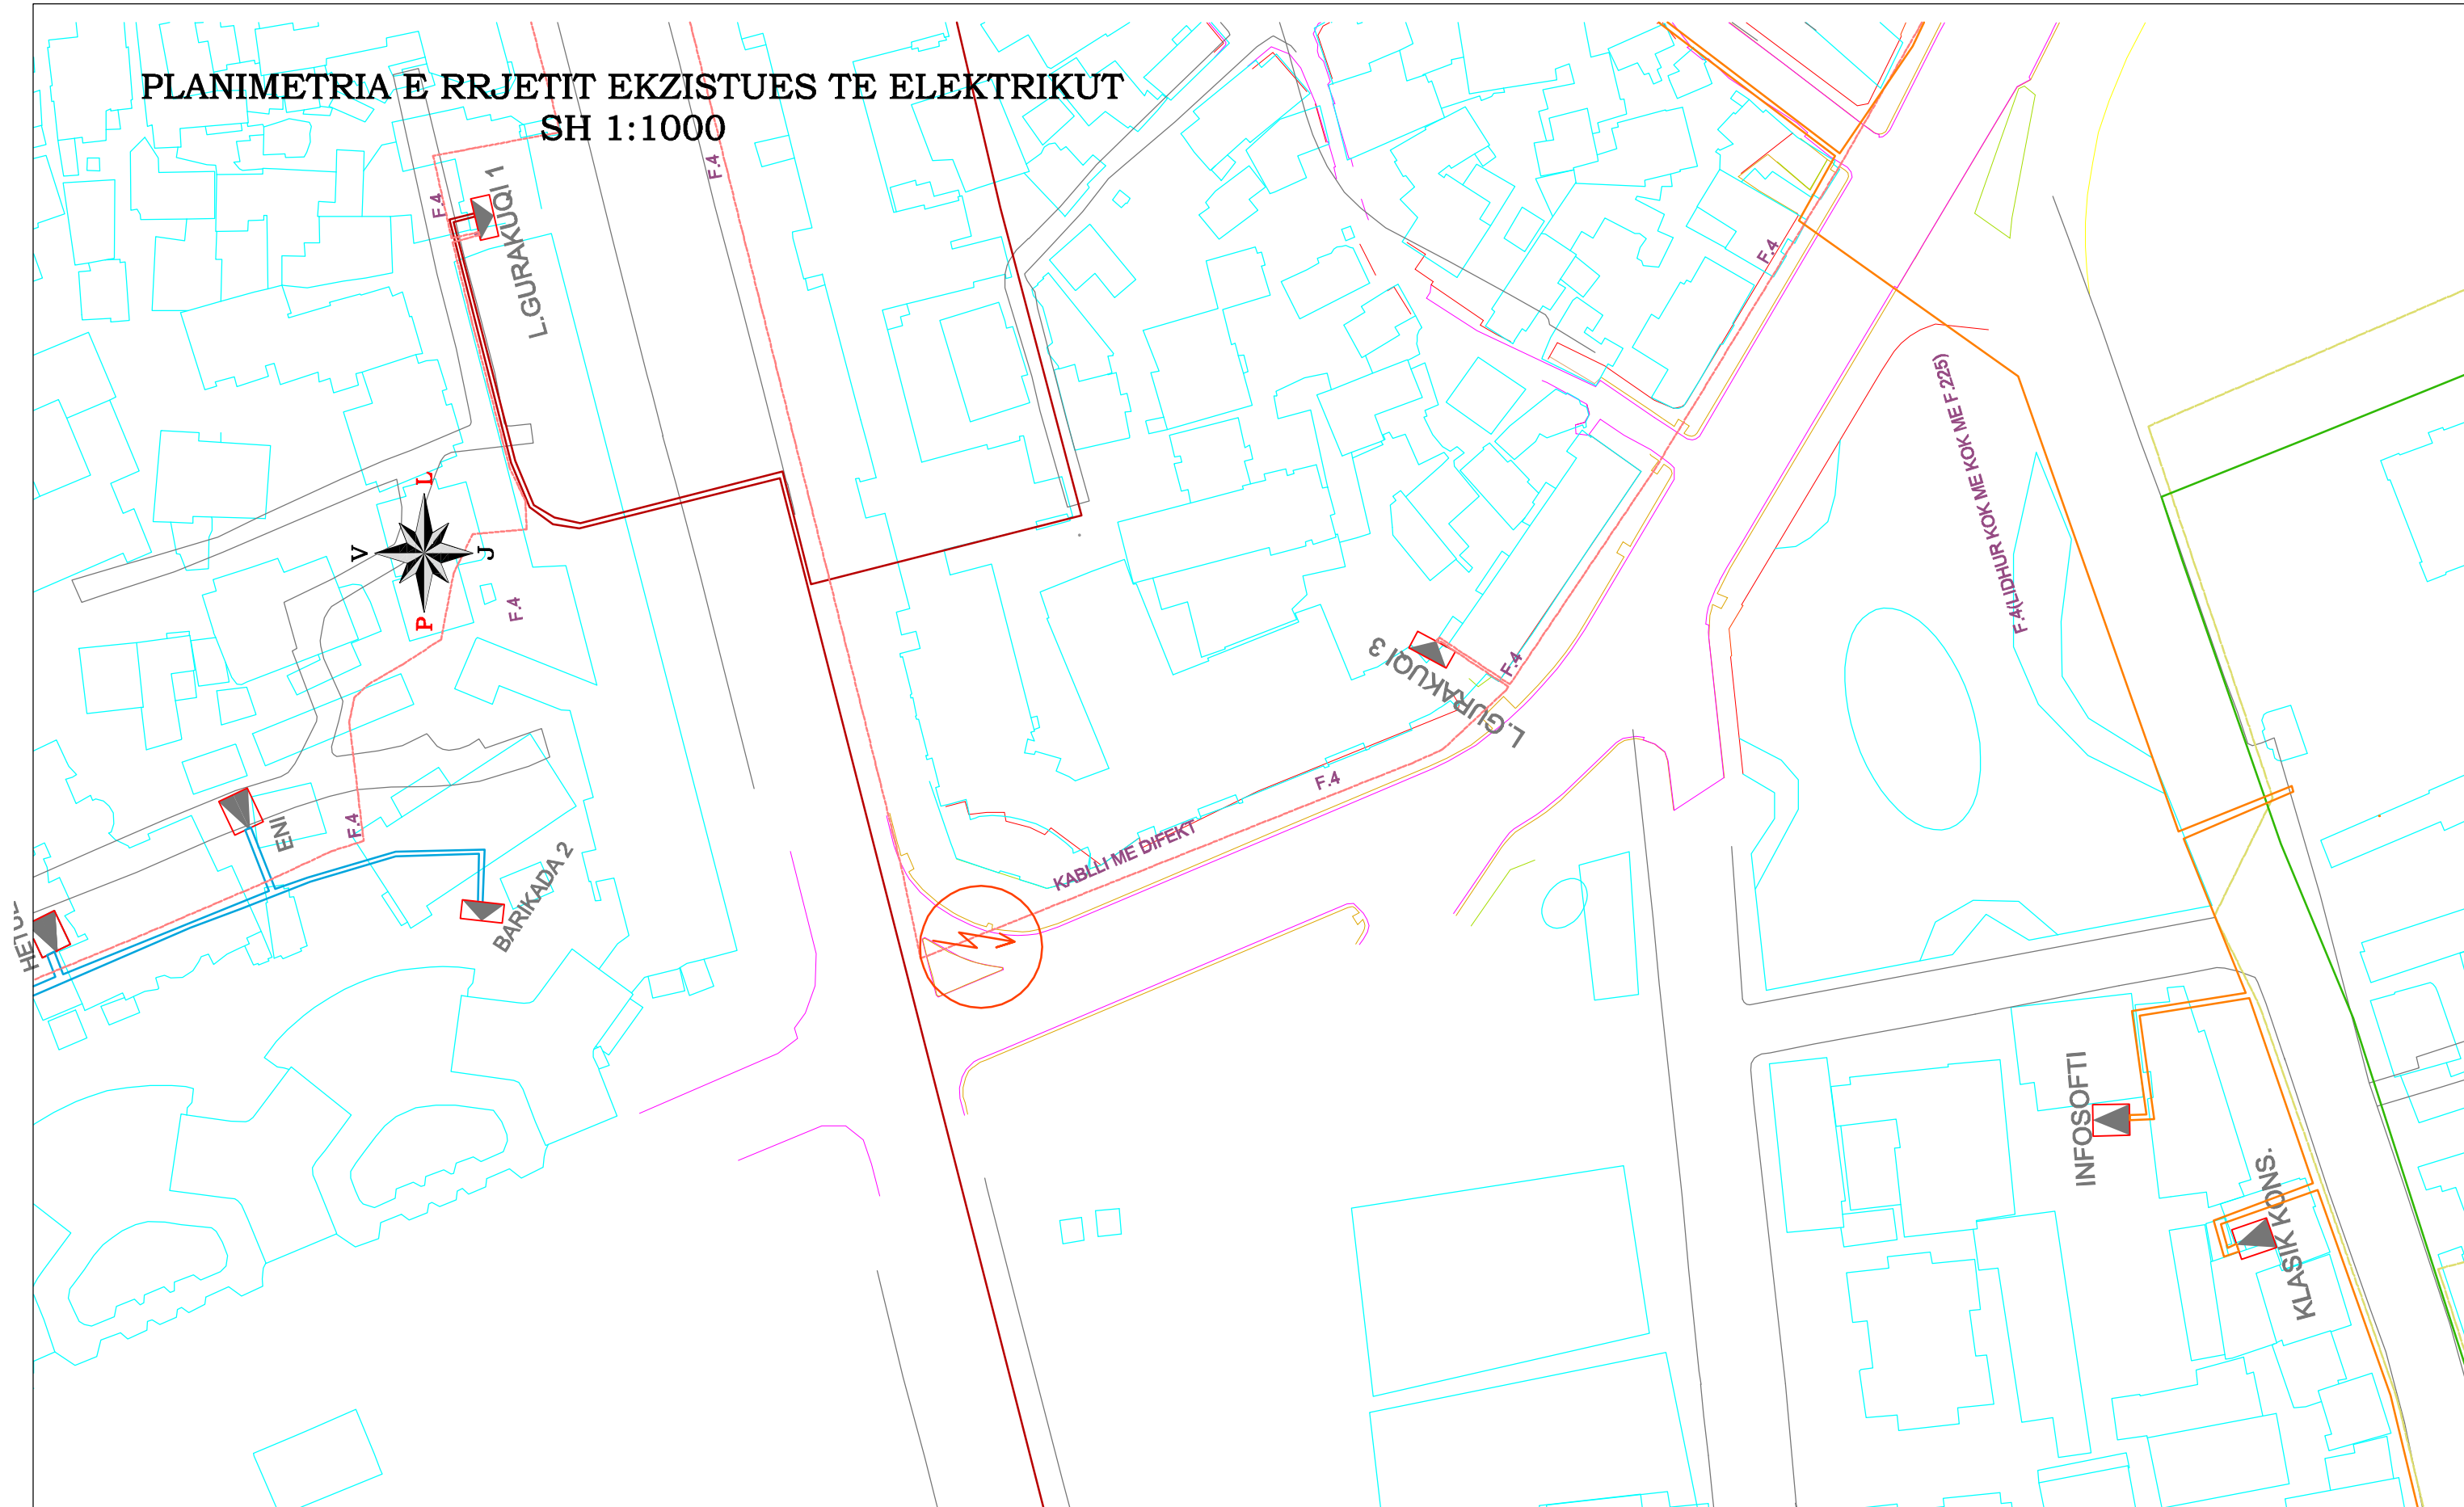 PLANIMETRIA E RRJETIT EKZISTUES TE ELEKTRIKUT
SH 1:1000
F.4
F.4
L.GURAKUQI 1
F.4
F.4(LIDHUR KOK ME KOK ME F.225)
L
V
J
P
F.4
L.GURAKUQI 3
F.4
F.4
KABLLI ME DIFEKT
F.4
ENI
BARIKADA 2
INFOSOFTI
KLASIK KONS.